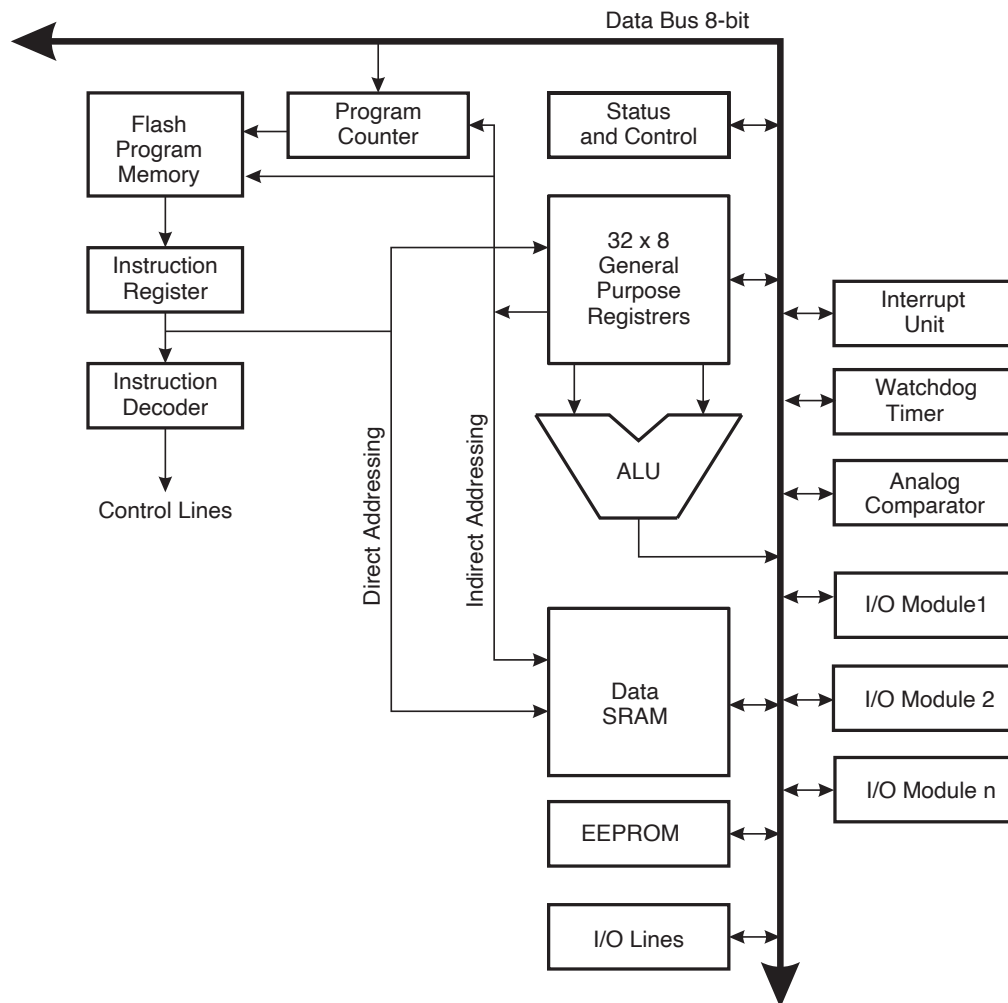 Data Bus 8-bit
Flash
Program
Memory
Program
Counter
Status
and Control
Instruction
Register
32 x 8
General
Purpose
Registrers
Interrupt
Unit
Instruction
Decoder
Watchdog
Timer
Control Lines
Direct Addressing
Indirect Addressing
ALU
Analog
Comparator
I/O Module1
Data
SRAM
I/O Module 2
I/O Module n
EEPROM
I/O Lines